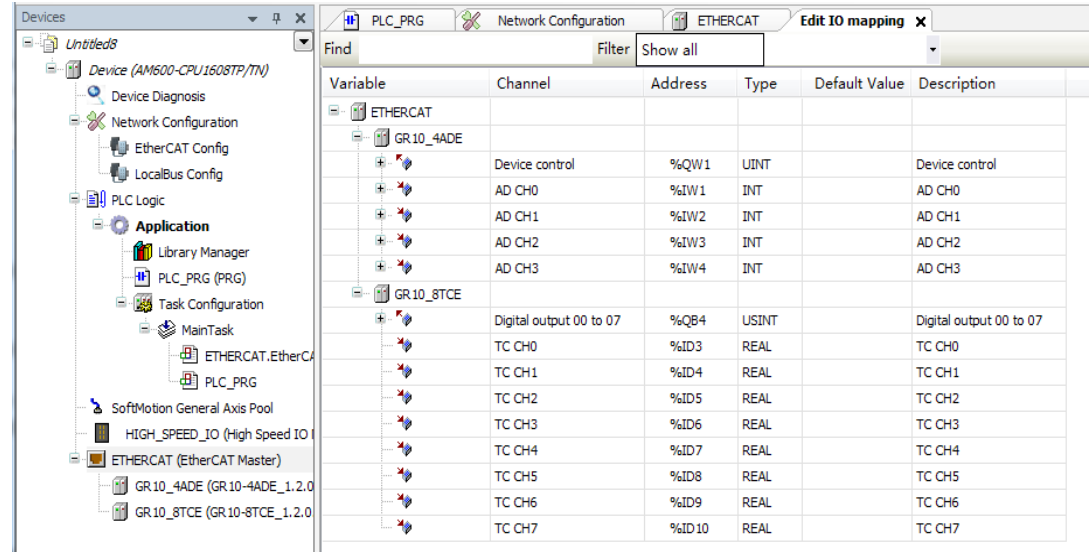 Devices
Untitled8
Device (AM600-CPU1608TP/TN)
Device Diagnosis
Network Configuration
EtherCAT Config
LocalBus Config
PLC Logic
Application
Library Manager
PLC_PRG (PRG)
Task Configuration
MainTask
ETHERCAT.EtherCA
PLC_PRG
SoftMotion General Axis Pool
HIGH_SPEED_IO (High Speed IO
ETHERCAT (EtherCAT Master)
GR10_4ADE (GR10-4ADE_1.2.0
GR10_8TCE (GR10-8TCE_1.2.0
PLC_PRG Network Configuration ETHERCAT Edit IO mapping X
Find Filter Show all
Variable Channel Address Type Default Value Description
ETHERCAT
GR10_4ADE
Device control %QW1 UINT Device control
AD CH0 %IW1 INT AD CH0
AD CH1 %IW2 INT AD CH1
AD CH2 %IW3 INT AD CH2
AD CH3 %IW4 INT AD CH3
GR10_8TCE
Digital output 00 to 07 %QB4 USINT Digital output 00 to 07
TC CH0 %ID3 REAL TC CH0
TC CH1 %ID4 REAL TC CH1
TC CH2 %ID5 REAL TC CH2
TC CH3 %ID6 REAL TC CH3
TC CH4 %ID7 REAL TC CH4
TC CH5 %ID8 REAL TC CH5
TC CH6 %ID9 REAL TC CH6
TC CH7 %ID10 REAL TC CH7